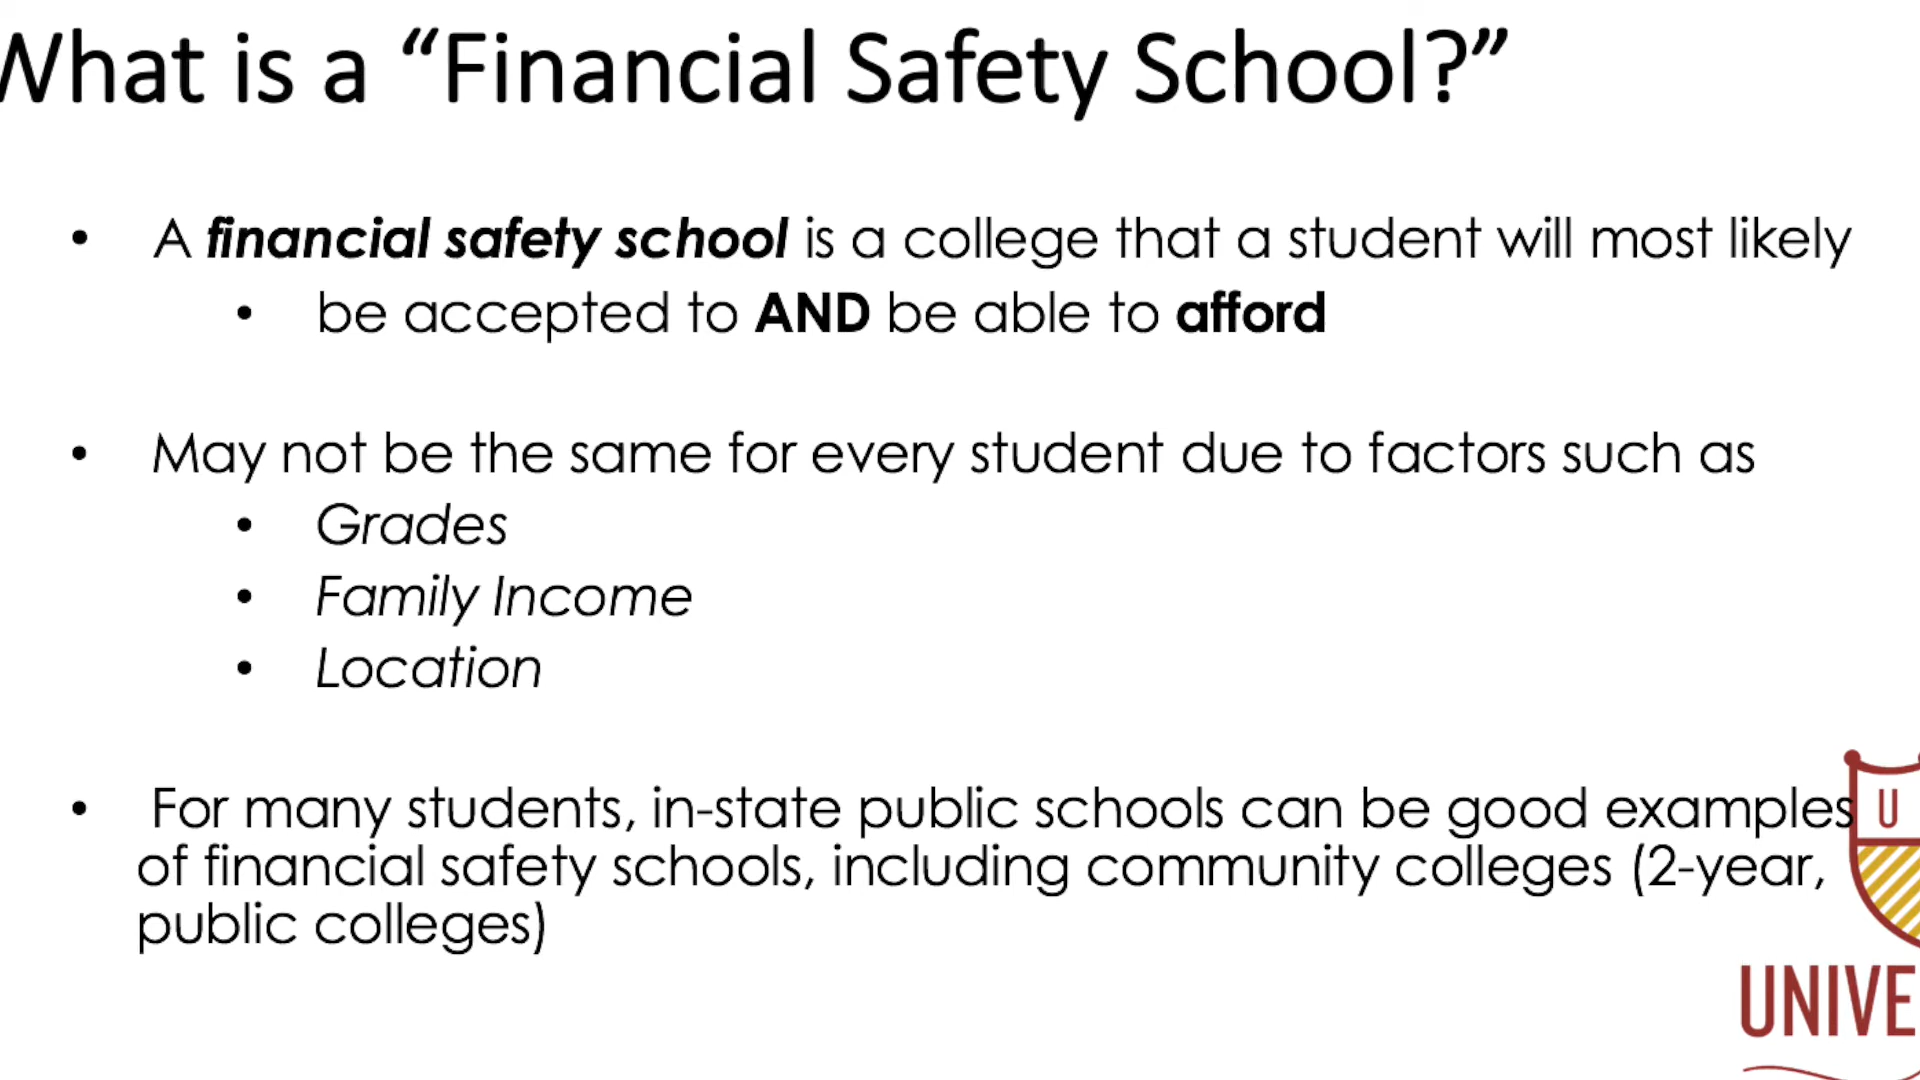 What is a “Financial Safety School?”
• A financial safety school is a college that a student will most likely
• be accepted to AND be able to afford
• May not be the same for every student due to factors such as
• Grades
• Family Income
• Location
• For many students, in-state public schools can be good examples
of financial safety schools, including community colleges (2-year,
public colleges)
U
UNIVE